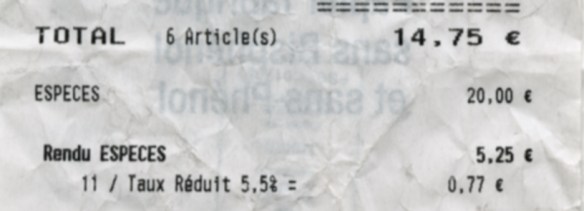 ============
TOTAL 6 Article(s) 14,75 €
ESPECES 20,00 €
Rendu ESPECES 5,25 €
11 / Taux Réduit 5,5% = 0,77 €